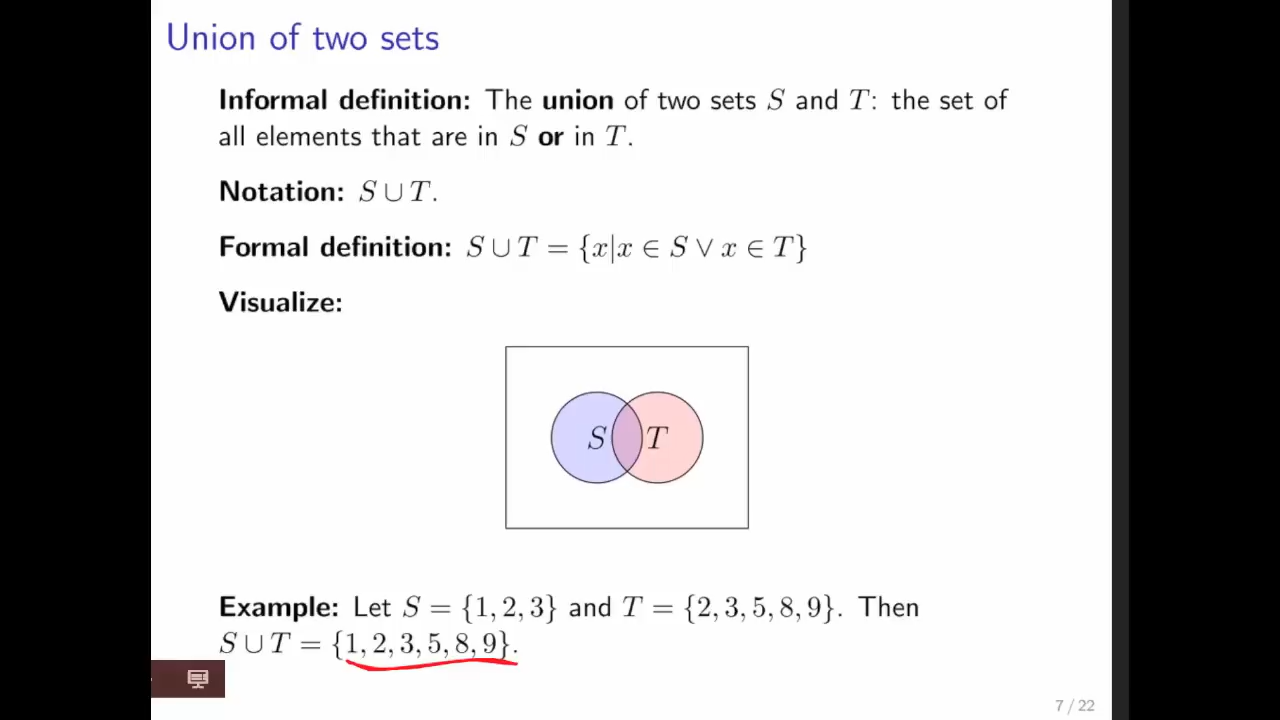 Union of two sets
Informal definition: The union of two sets S and T: the set of
all elements that are in S or in T.
Notation: S ∪ T.
Formal definition: S ∪ T = {x|x ∈ S ∨ x ∈ T}
Visualize:
S T
Example: Let S = {1, 2, 3} and T = {2, 3, 5, 8, 9}. Then
S ∪ T = {1, 2, 3, 5, 8, 9}.
7 / 22